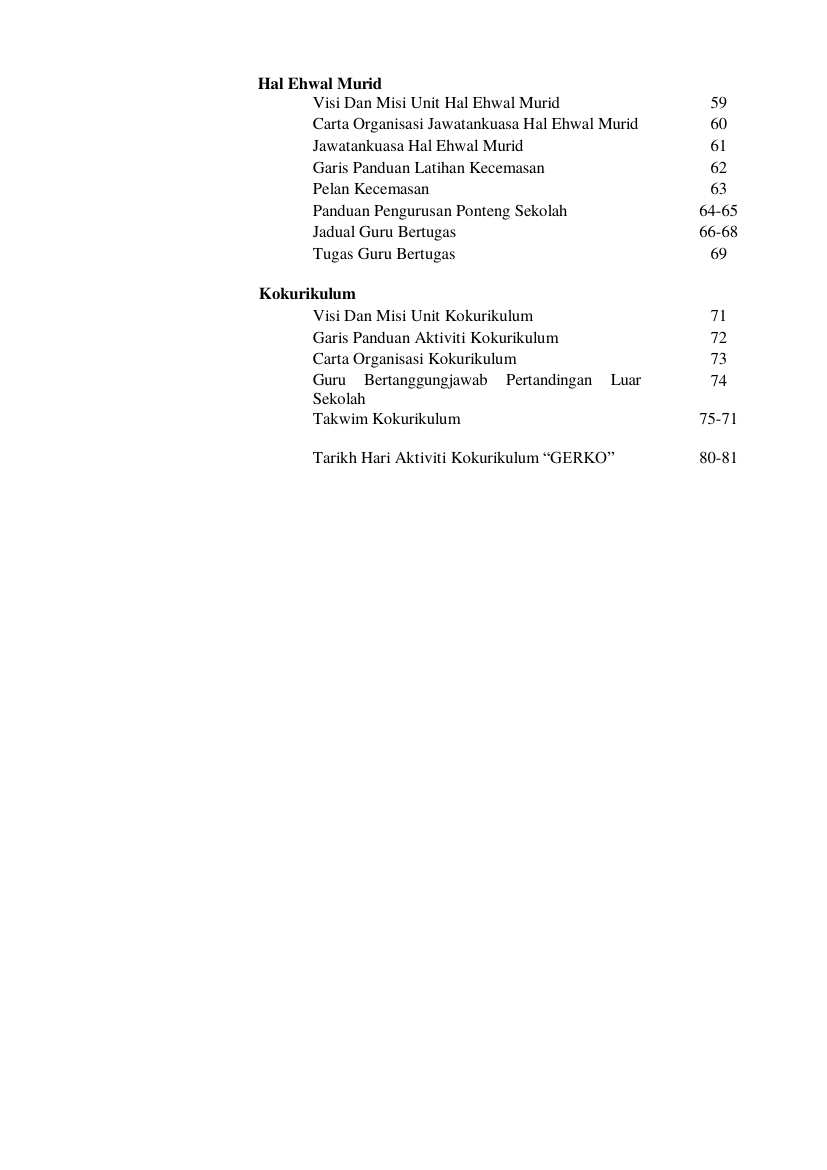 Hal Ehwal Murid
Visi Dan Misi Unit Hal Ehwal Murid 59
Carta Organisasi Jawatankuasa Hal Ehwal Murid 60
Jawatankuasa Hal Ehwal Murid 61
Garis Panduan Latihan Kecemasan 62
Pelan Kecemasan 63
Panduan Pengurusan Ponteng Sekolah 64-65
Jadual Guru Bertugas 66-68
Tugas Guru Bertugas 69
Kokurikulum
Visi Dan Misi Unit Kokurikulum 71
Garis Panduan Aktiviti Kokurikulum 72
Carta Organisasi Kokurikulum 73
Guru Bertanggungjawab Pertandingan Luar 74
Sekolah
Takwim Kokurikulum 75-71
Tarikh Hari Aktiviti Kokurikulum “GERKO” 80-81